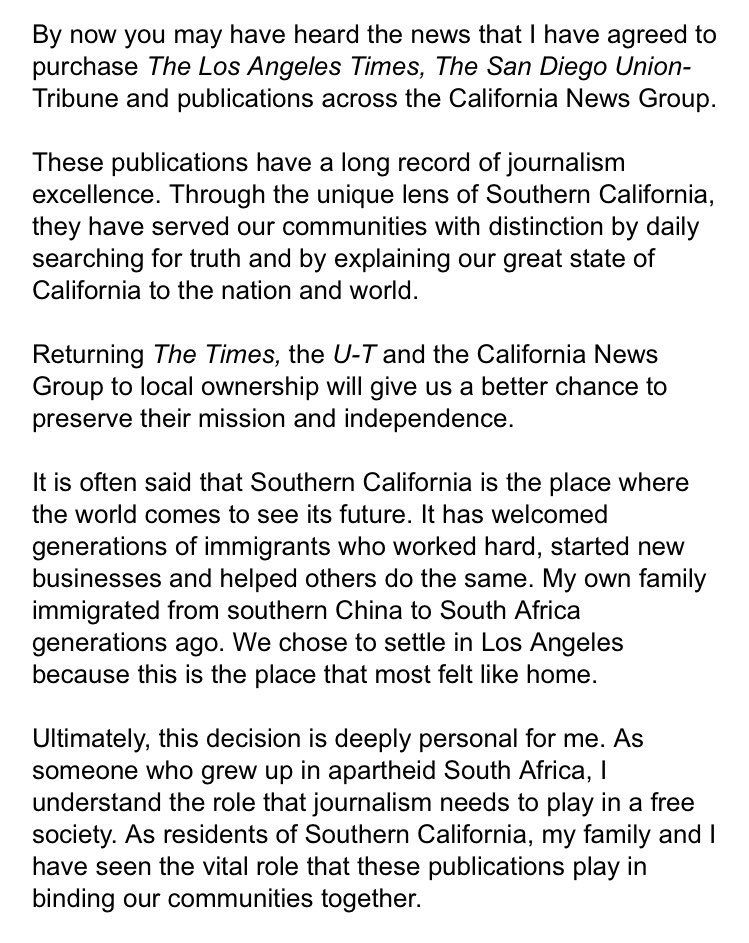 By now you may have heard the news that I have agreed to
purchase The Los Angeles Times, The San Diego Union-
Tribune and publications across the California News Group.
These publications have a long record of journalism
excellence. Through the unique lens of Southern California,
they have served our communities with distinction by daily
searching for truth and by explaining our great state of
California to the nation and world.
Returning The Times, the U-T and the California News
Group to local ownership will give us a better chance to
preserve their mission and independence.
It is often said that Southern California is the place where
the world comes to see its future. It has welcomed
generations of immigrants who worked hard, started new
businesses and helped others do the same. My own family
immigrated from southern China to South Africa
generations ago. We chose to settle in Los Angeles
because this is the place that most felt like home.
Ultimately, this decision is deeply personal for me. As
someone who grew up in apartheid South Africa, I
understand the role that journalism needs to play in a free
society. As residents of Southern California, my family and I
have seen the vital role that these publications play in
binding our communities together.